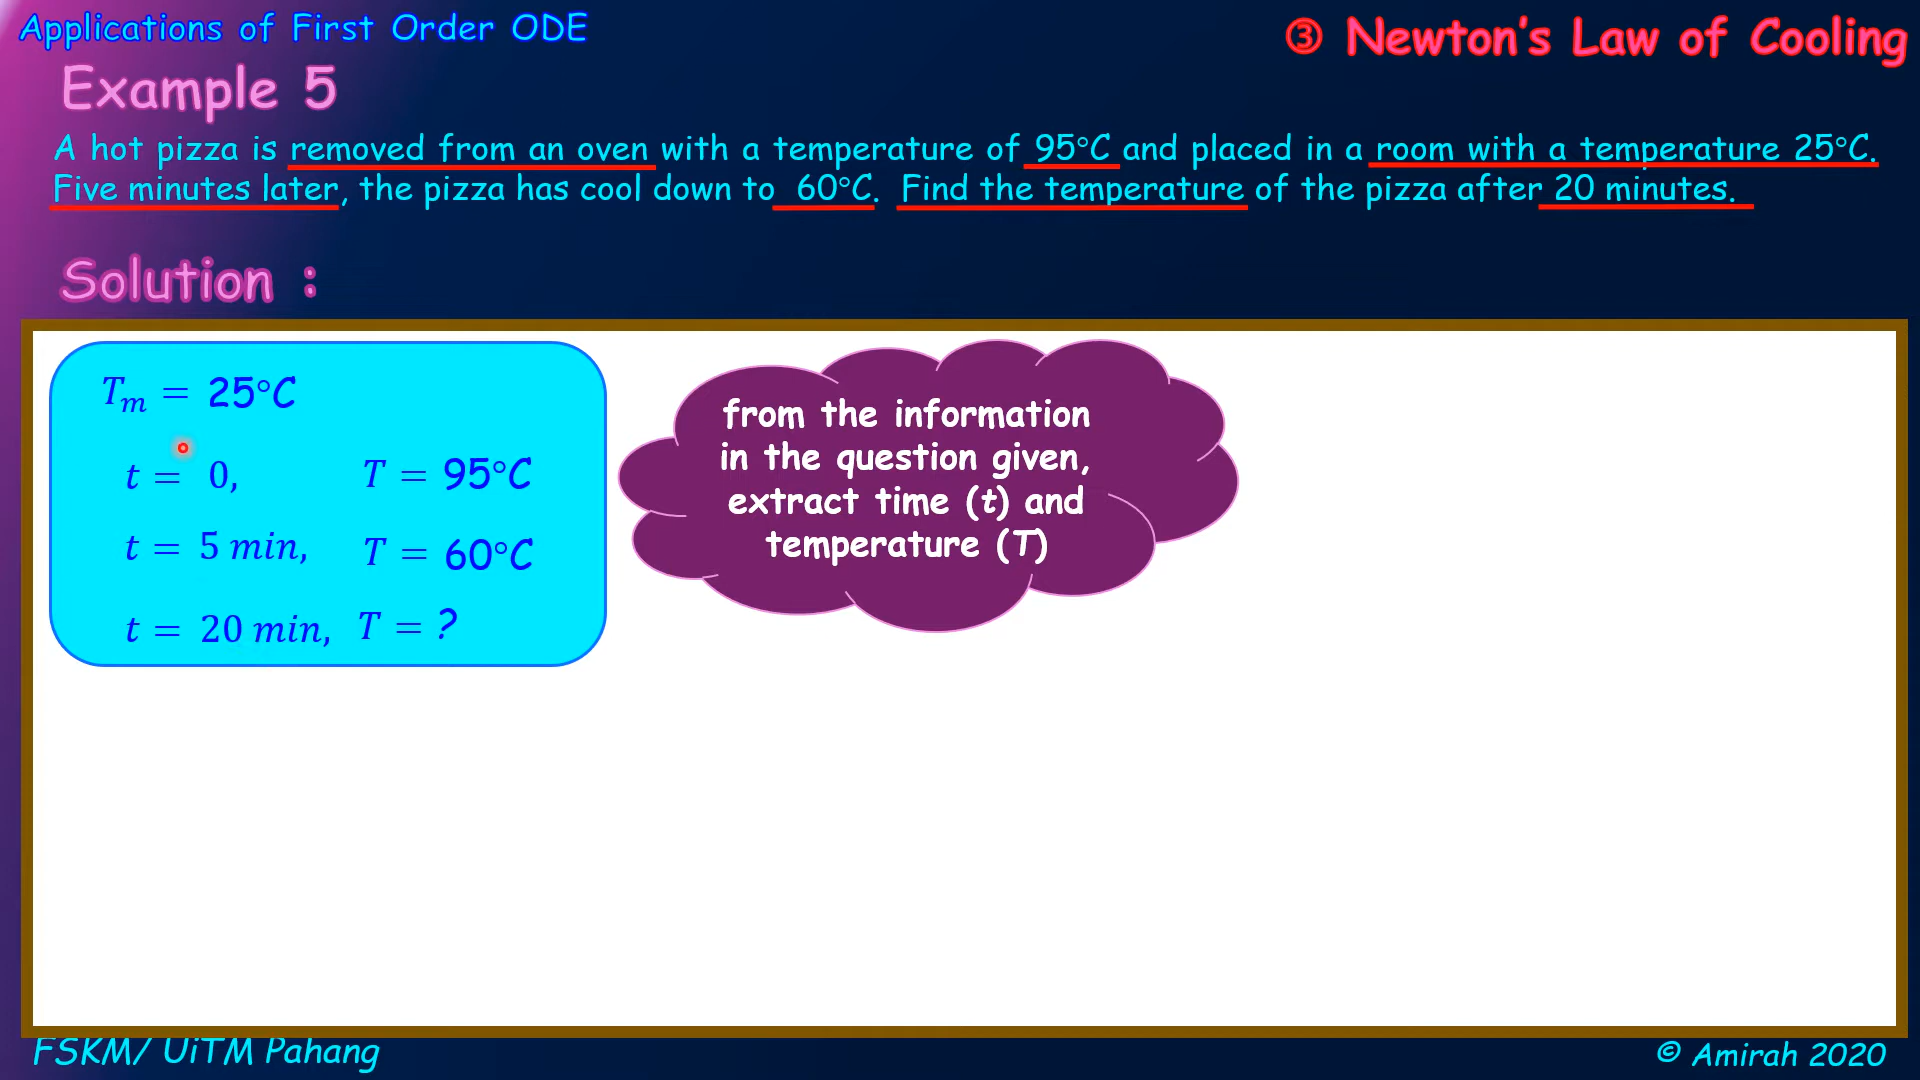 Applications of First Order ODE
③ Newton's Law of Cooling
Example 5
A hot pizza is removed from an oven with a temperature of 95°C and placed in a room with a temperature 25°C.
Five minutes later, the pizza has cool down to 60°C. Find the temperature of the pizza after 20 minutes.
Solution :
T_m = 25°C
t = 0, T = 95°C
t = 5 min, T = 60°C
t = 20 min, T = ?
from the information
in the question given,
extract time (t) and
temperature (T)
FSKM/ UiTM Pahang
© Amirah 2020